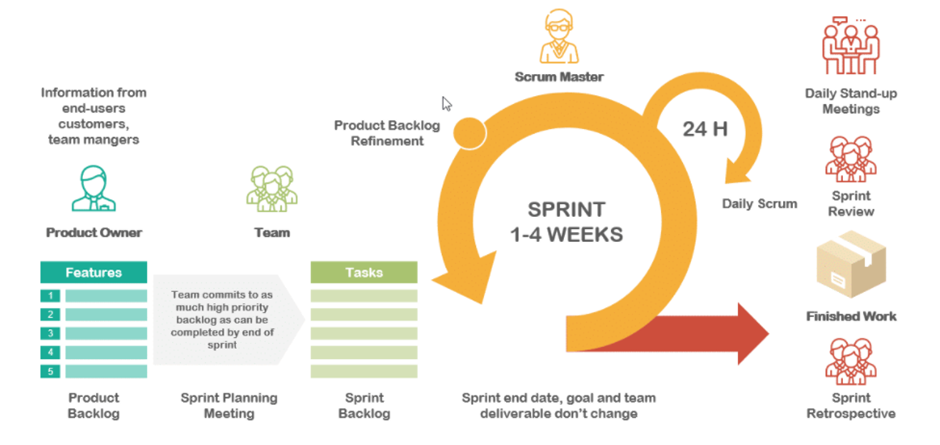 Information from
end-users
customers,
team mangers
Product Owner
Team
Features
1
2
3
4
5
Team commits to as
much high priority
backlog as can be
completed by end of
sprint
Tasks
Product
Backlog
Sprint Planning
Meeting
Sprint
Backlog
Scrum Master
Product Backlog
Refinement
SPRINT
1-4 WEEKS
24 H
Daily Scrum
Sprint end date, goal and team
deliverable don't change
Daily Stand-up
Meetings
Sprint
Review
Finished Work
Sprint
Retrospective